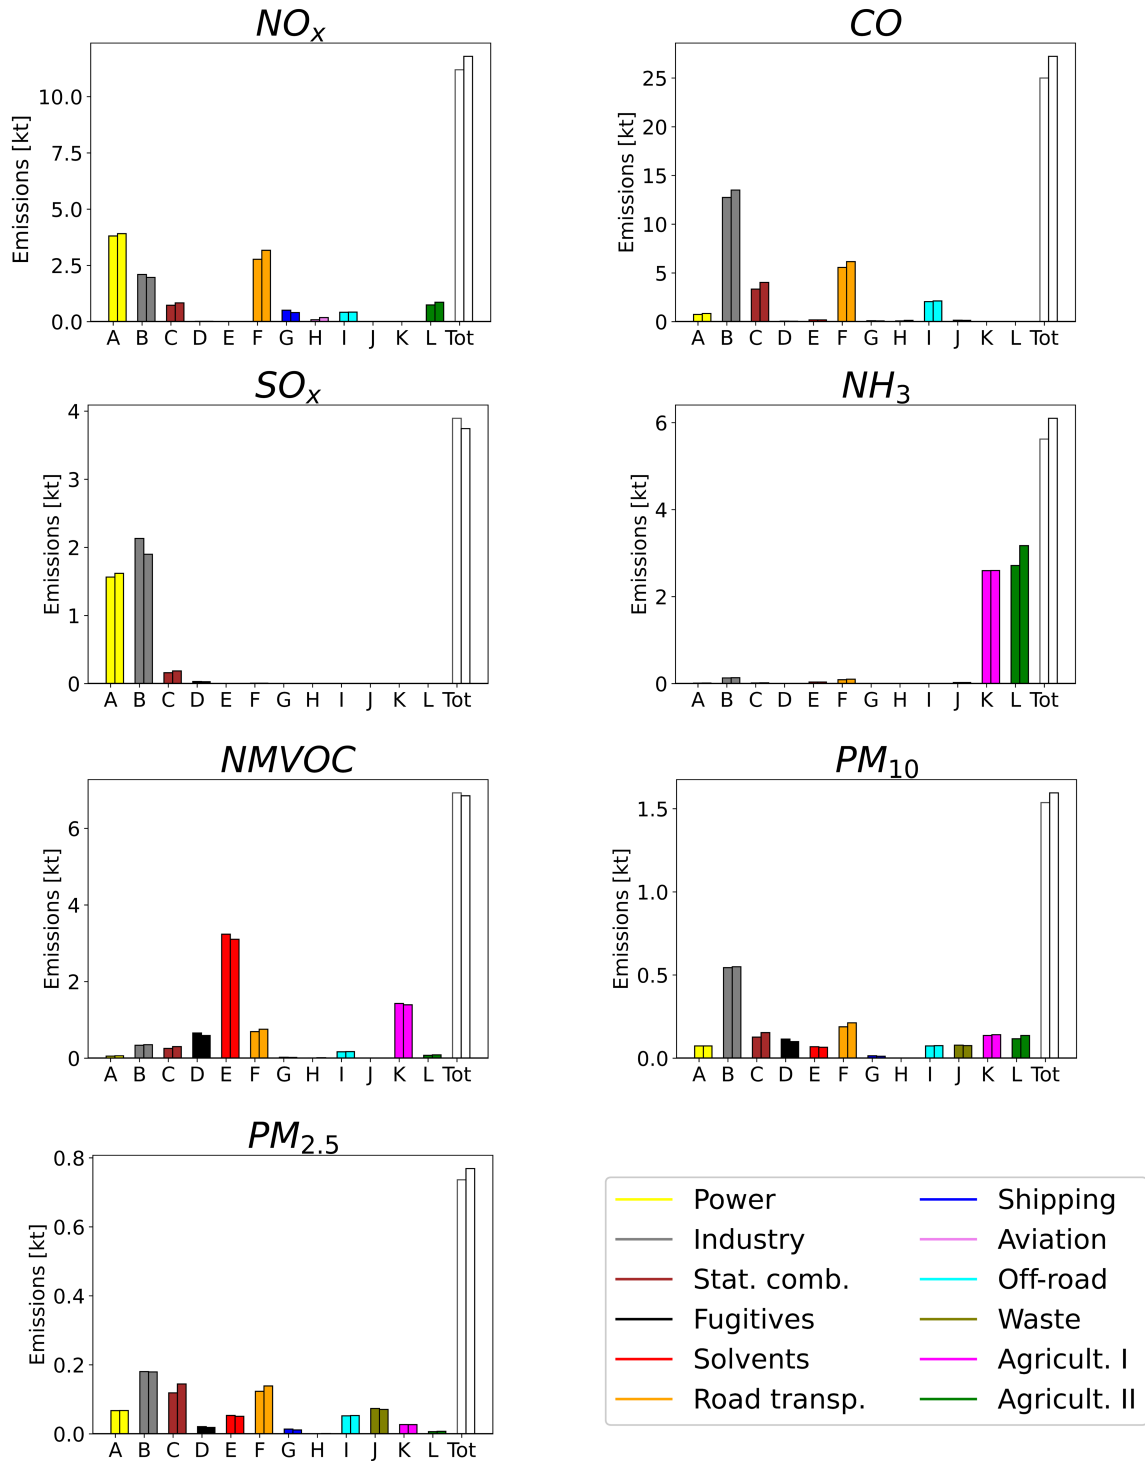 NOx
Emissions [kt]
10.0
7.5
5.0
2.5
0.0
A B C D E F G H I J K L Tot
CO
Emissions [kt]
25
20
15
10
5
0
A B C D E F G H I J K L Tot
SOx
Emissions [kt]
4
3
2
1
0
A B C D E F G H I J K L Tot
NH3
Emissions [kt]
6
4
2
0
A B C D E F G H I J K L Tot
NMVOC
Emissions [kt]
6
4
2
0
A B C D E F G H I J K L Tot
PM10
Emissions [kt]
1.5
1.0
0.5
0.0
A B C D E F G H I J K L Tot
PM2.5
Emissions [kt]
0.8
0.6
0.4
0.2
0.0
A B C D E F G H I J K L Tot
Power
Industry
Stat. comb.
Fugitives
Solvents
Road transp.
Shipping
Aviation
Off-road
Waste
Agricult. I
Agricult. II